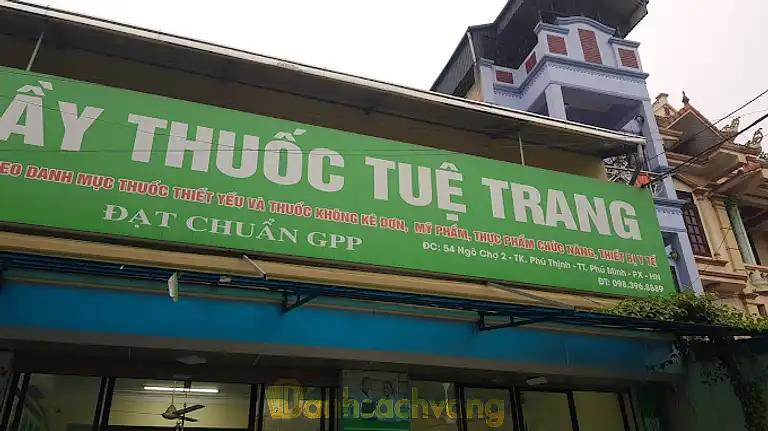 ẦY THUỐC TUỆ TRANG
EO DANH MỤC THUỐC THIẾT YẾU VÀ THUỐC KHÔNG KÊ ĐƠN, MỸ PHẨM, THỰC PHẨM CHỨC NĂNG, THIẾT BỊ Y TẾ
ĐẠT CHUẨN GPP
ĐC: 54 Ngõ Chợ 2 - TK. Phú Thịnh - TT. Phú Minh - PX - HN
ĐT: 098.396.8889
Danhsachvang